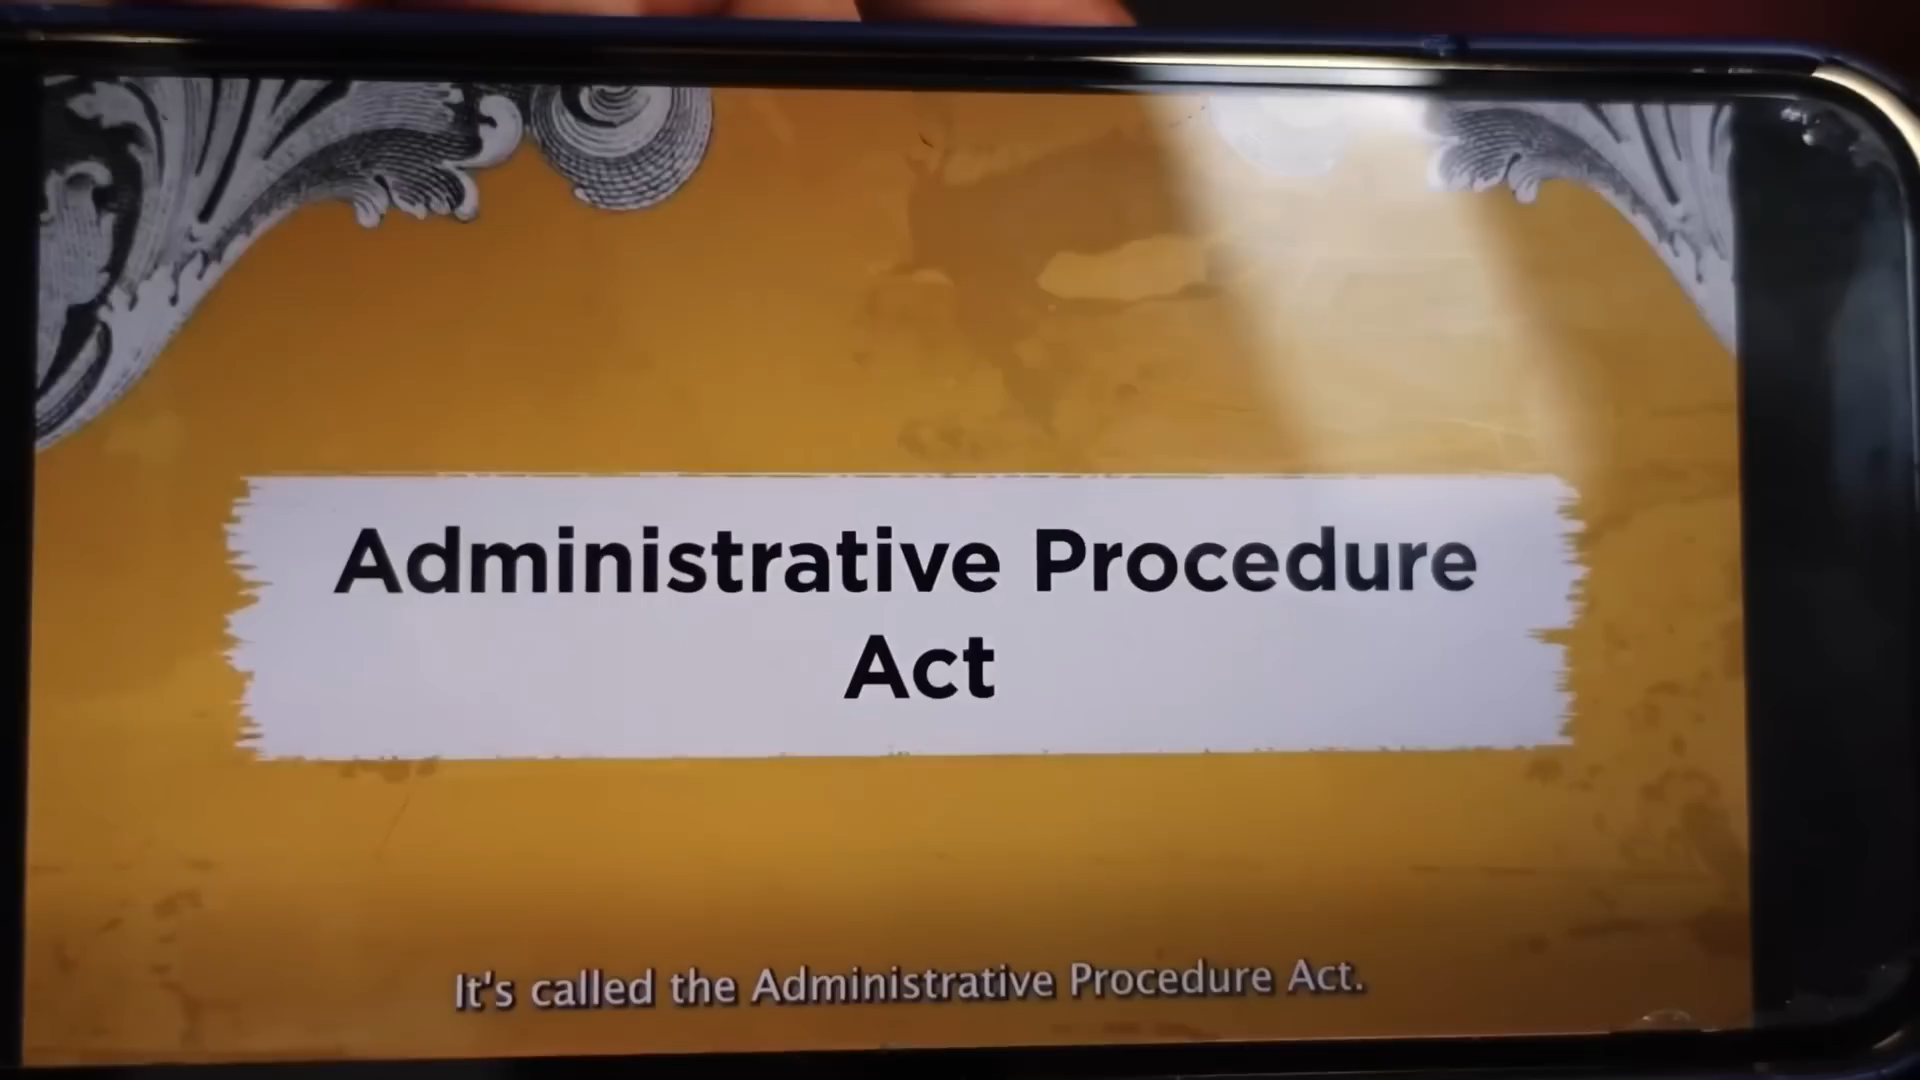 Administrative Procedure
Act
It's called the Administrative Procedure Act.